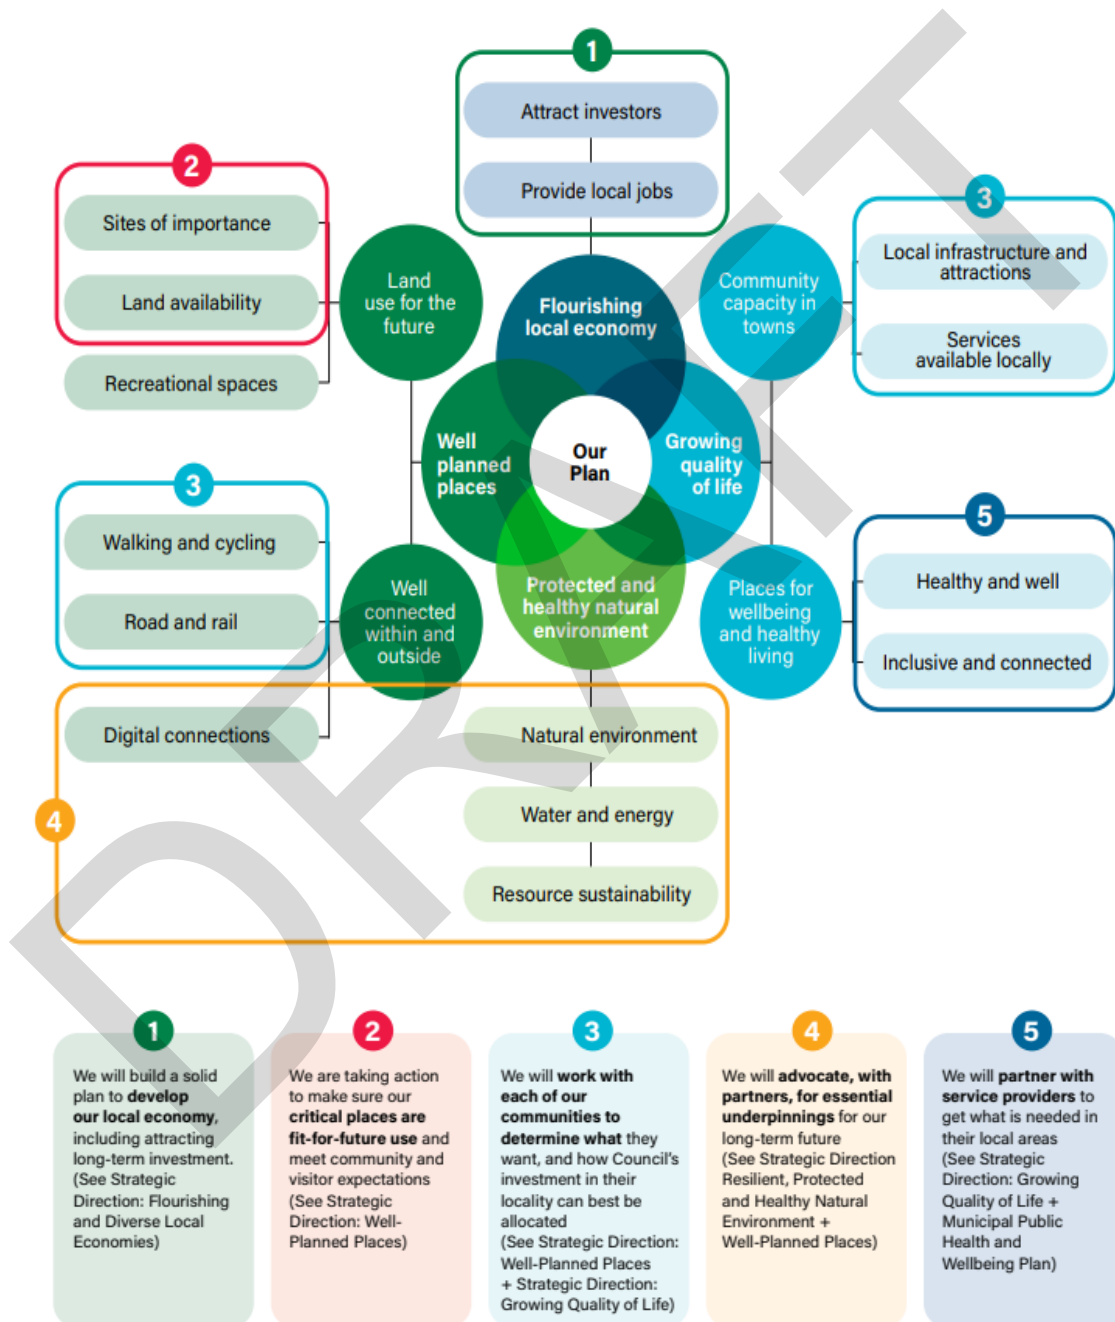 1
Attract investors
Provide local jobs
2
Sites of importance
Land availability
Recreational spaces
Land
use for the
future
Flourishing
local economy
Community
capacity in
towns
3
Local infrastructure and
attractions
Services
available locally
Well
planned
places
Our
Plan
Growing
quality
of life
3
Walking and cycling
Road and rail
Digital connections
Well
connected
within and
outside
Protected and
healthy natural
environment
Places for
wellbeing
and healthy
living
5
Healthy and well
Inclusive and connected
4
Natural environment
Water and energy
Resource sustainability
DRAFT
1
We will build a solid
plan to develop
our local economy,
including attracting
long-term investment.
(See Strategic
Direction: Flourishing
and Diverse Local
Economies)
2
We are taking action
to make sure our
critical places are
fit-for-future use and
meet community and
visitor expectations
(See Strategic
Direction: Well-
Planned Places)
3
We will work with
each of our
communities to
determine what they
want, and how Council's
investment in their
locality can best be
allocated
(See Strategic Direction:
Well-Planned Places
+ Strategic Direction:
Growing Quality of Life)
4
We will advocate, with
partners, for essential
underpinnings for our
long-term future
(See Strategic Direction
Resilient, Protected
and Healthy Natural
Environment +
Well-Planned Places)
5
We will partner with
service providers to
get what is needed in
their local areas
(See Strategic
Direction: Growing
Quality of Life +
Municipal Public
Health and
Wellbeing Plan)